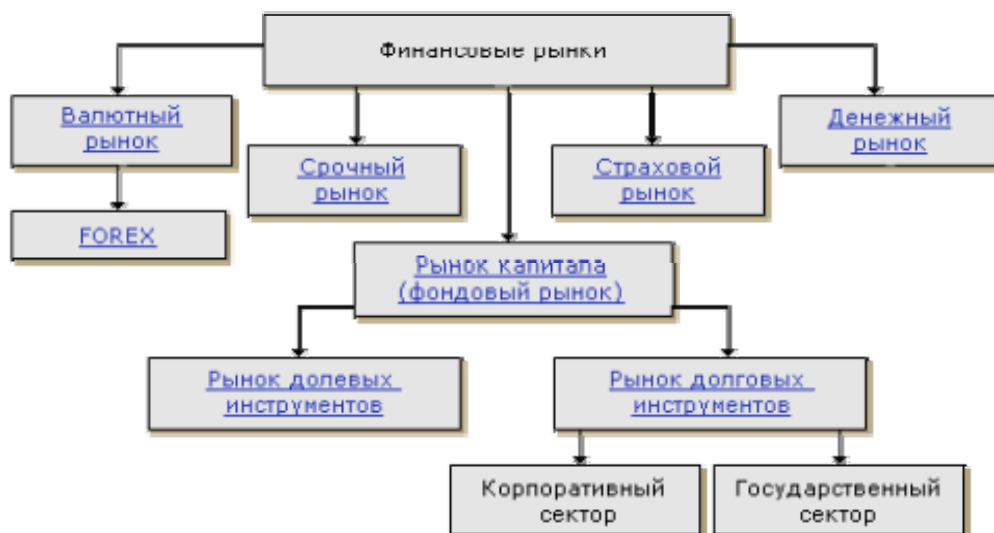 Финансовые рынки
Валютный
рынок
Денежный
рынок
Срочный
рынок
Страховой
рынок
FOREX
Рынок капитала
(фондовый рынок)
Рынок долевых
инструментов
Рынок долговых
инструментов
Корпоративный
сектор
Государственный
сектор